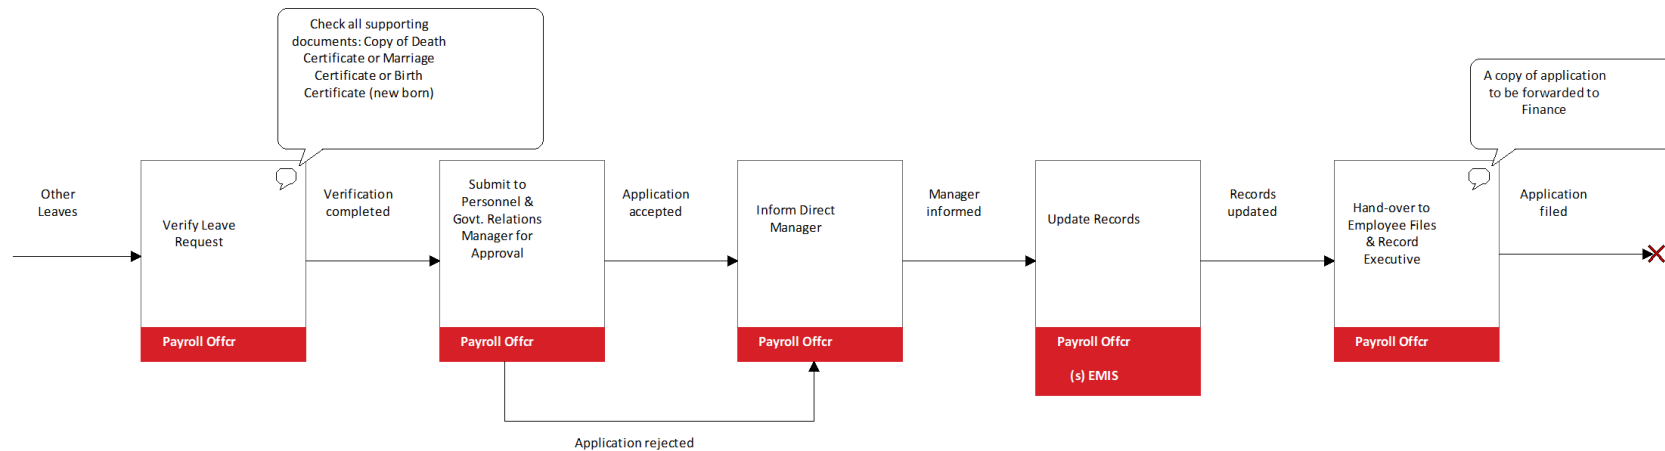 Check all supporting
documents: Copy of Death
Certificate or Marriage
Certificate or Birth
Certificate (new born)
A copy of application
to be forwarded to
Finance
Other
Leaves
Verify Leave
Request
Payroll Offcr
Verification
completed
Submit to
Personnel &
Govt. Relations
Manager for
Approval
Payroll Offcr
Application
accepted
Application rejected
Inform Direct
Manager
Payroll Offcr
Manager
informed
Update Records
Payroll Offcr
(s) EMIS
Records
updated
Hand-over to
Employee Files
& Record
Executive
Payroll Offcr
Application
filed